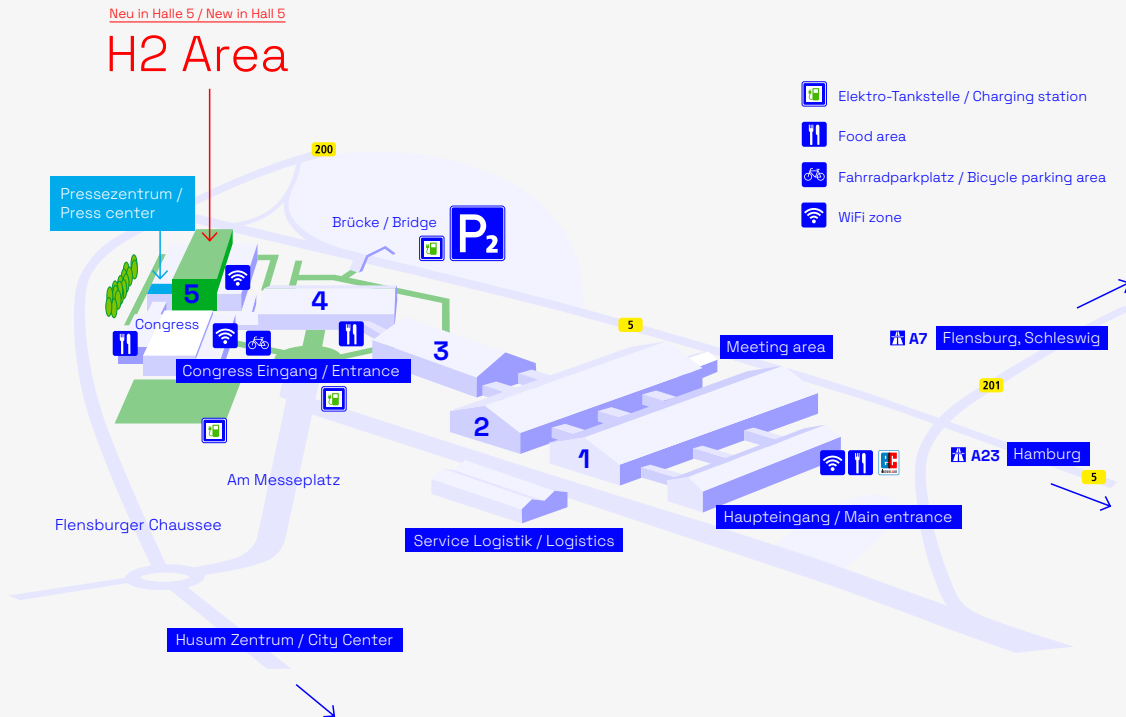 Neu in Halle 5 / New in Hall 5
H2 Area
Elektro-Tankstelle / Charging station
Food area
Fahrradparkplatz / Bicycle parking area
WiFi zone
200
Pressezentrum /
Press center
Brücke / Bridge
P2
5
4
Congress
3
5
Meeting area
A7 Flensburg, Schleswig
Congress Eingang / Entrance
201
2
1
A23 Hamburg
5
EC
Am Messeplatz
Haupteingang / Main entrance
Flensburger Chaussee
Service Logistik / Logistics
Husum Zentrum / City Center